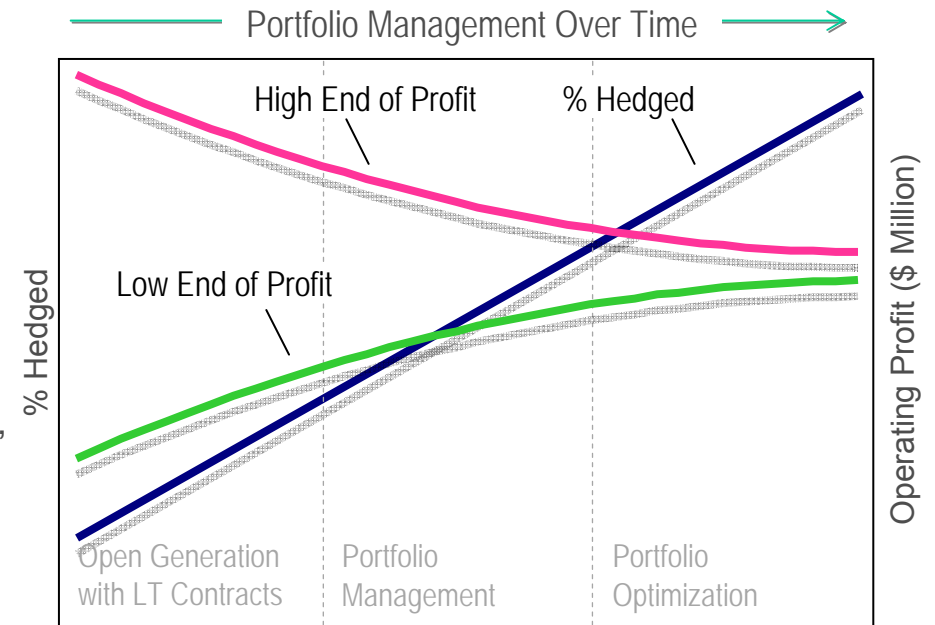 Portfolio Management Over Time
High End of Profit
% Hedged
Low End of Profit
% Hedged
Operating Profit ($ Million)
Open Generation
with LT Contracts
Portfolio
Management
Portfolio
Optimization